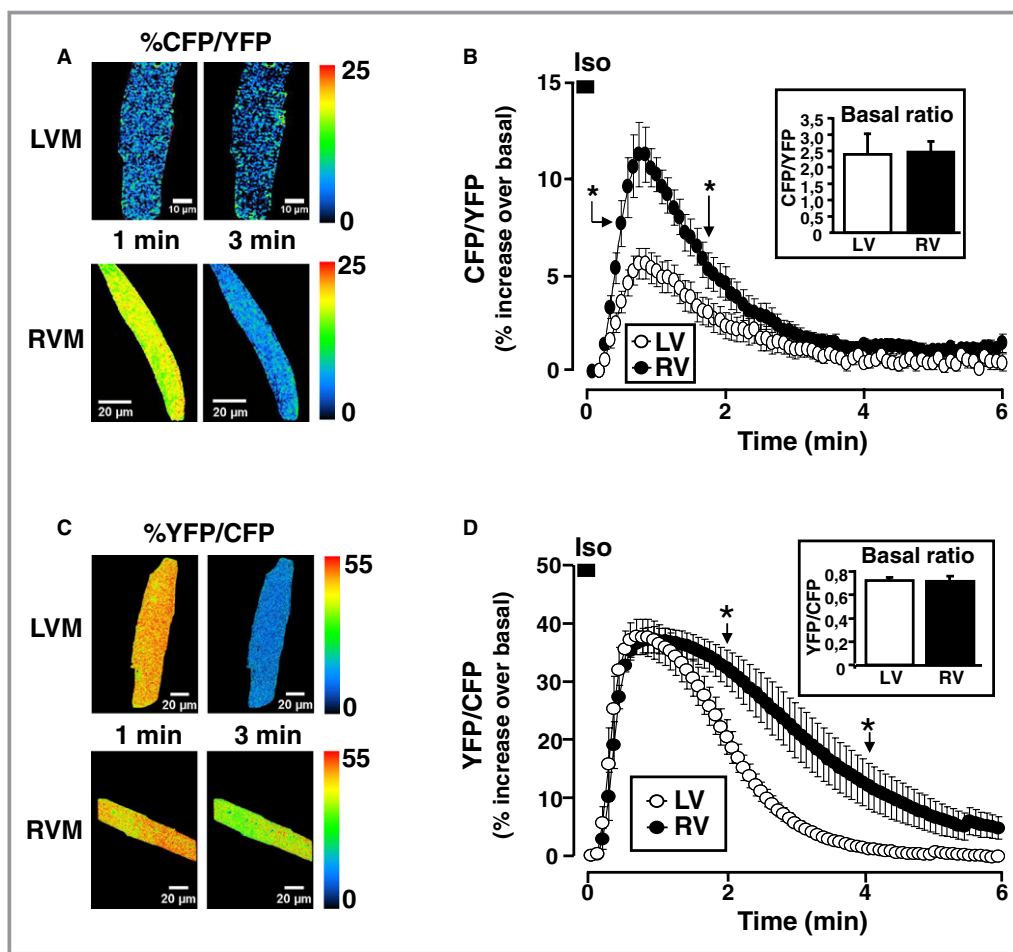 A
%CFP/YFP
LVM
25
0
10 µm
10 µm
1 min
3 min
RVM
25
0
20 µm
20 µm
B
Iso
15
10
5
0
CFP/YFP
(% increase over basal)
*
*
LV
RV
0
2
4
6
Time (min)
Basal ratio
CFP/YFP
3,5
3,0
2,5
2,0
1,5
1,0
0,5
0
LV
RV
C
%YFP/CFP
LVM
55
0
20 µm
20 µm
1 min
3 min
RVM
55
0
20 µm
20 µm
D
Iso
50
40
30
20
10
0
YFP/CFP
(% increase over basal)
*
*
LV
RV
0
2
4
6
Time (min)
Basal ratio
YFP/CFP
0,8
0,6
0,4
0,2
0
LV
RV